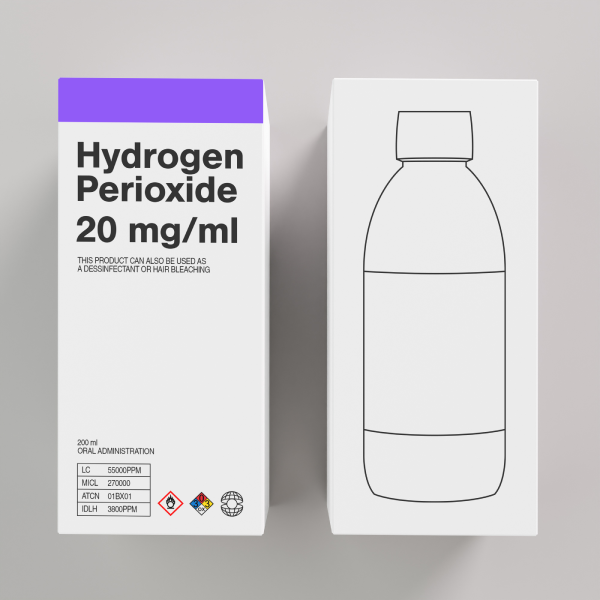 Hydrogen
Perioxide
20 mg/ml
THIS PRODUCT CAN ALSO BE USED AS
A DESSINFECTANT OR HAIR BLEACHING
200 ml
ORAL ADMINISTRATION
LC 55000PPM
MICL 270000
ATCN 01BX01
IDLH 3800PPM